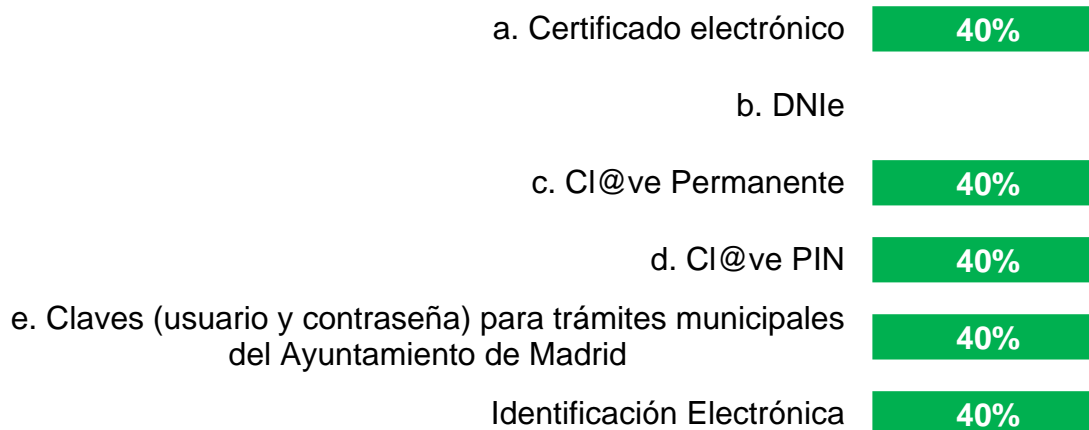 a. Certificado electrónico 40%
b. DNIe
c. Cl@ve Permanente 40%
d. Cl@ve PIN 40%
e. Claves (usuario y contraseña) para trámites municipales
del Ayuntamiento de Madrid 40%
Identificación Electrónica 40%